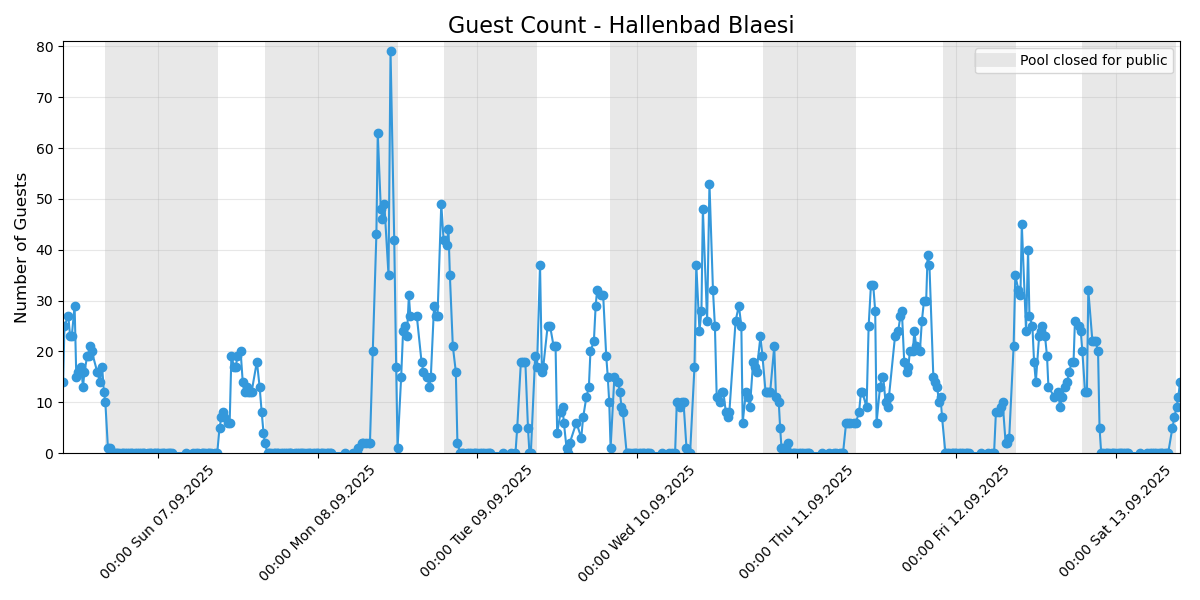 Guest Count - Hallenbad Blaesi
Pool closed for public
Number of Guests
80
70
60
50
40
30
20
10
0
00:00 Sun 07.09.2025
00:00 Mon 08.09.2025
00:00 Tue 09.09.2025
00:00 Wed 10.09.2025
00:00 Thu 11.09.2025
00:00 Fri 12.09.2025
00:00 Sat 13.09.2025